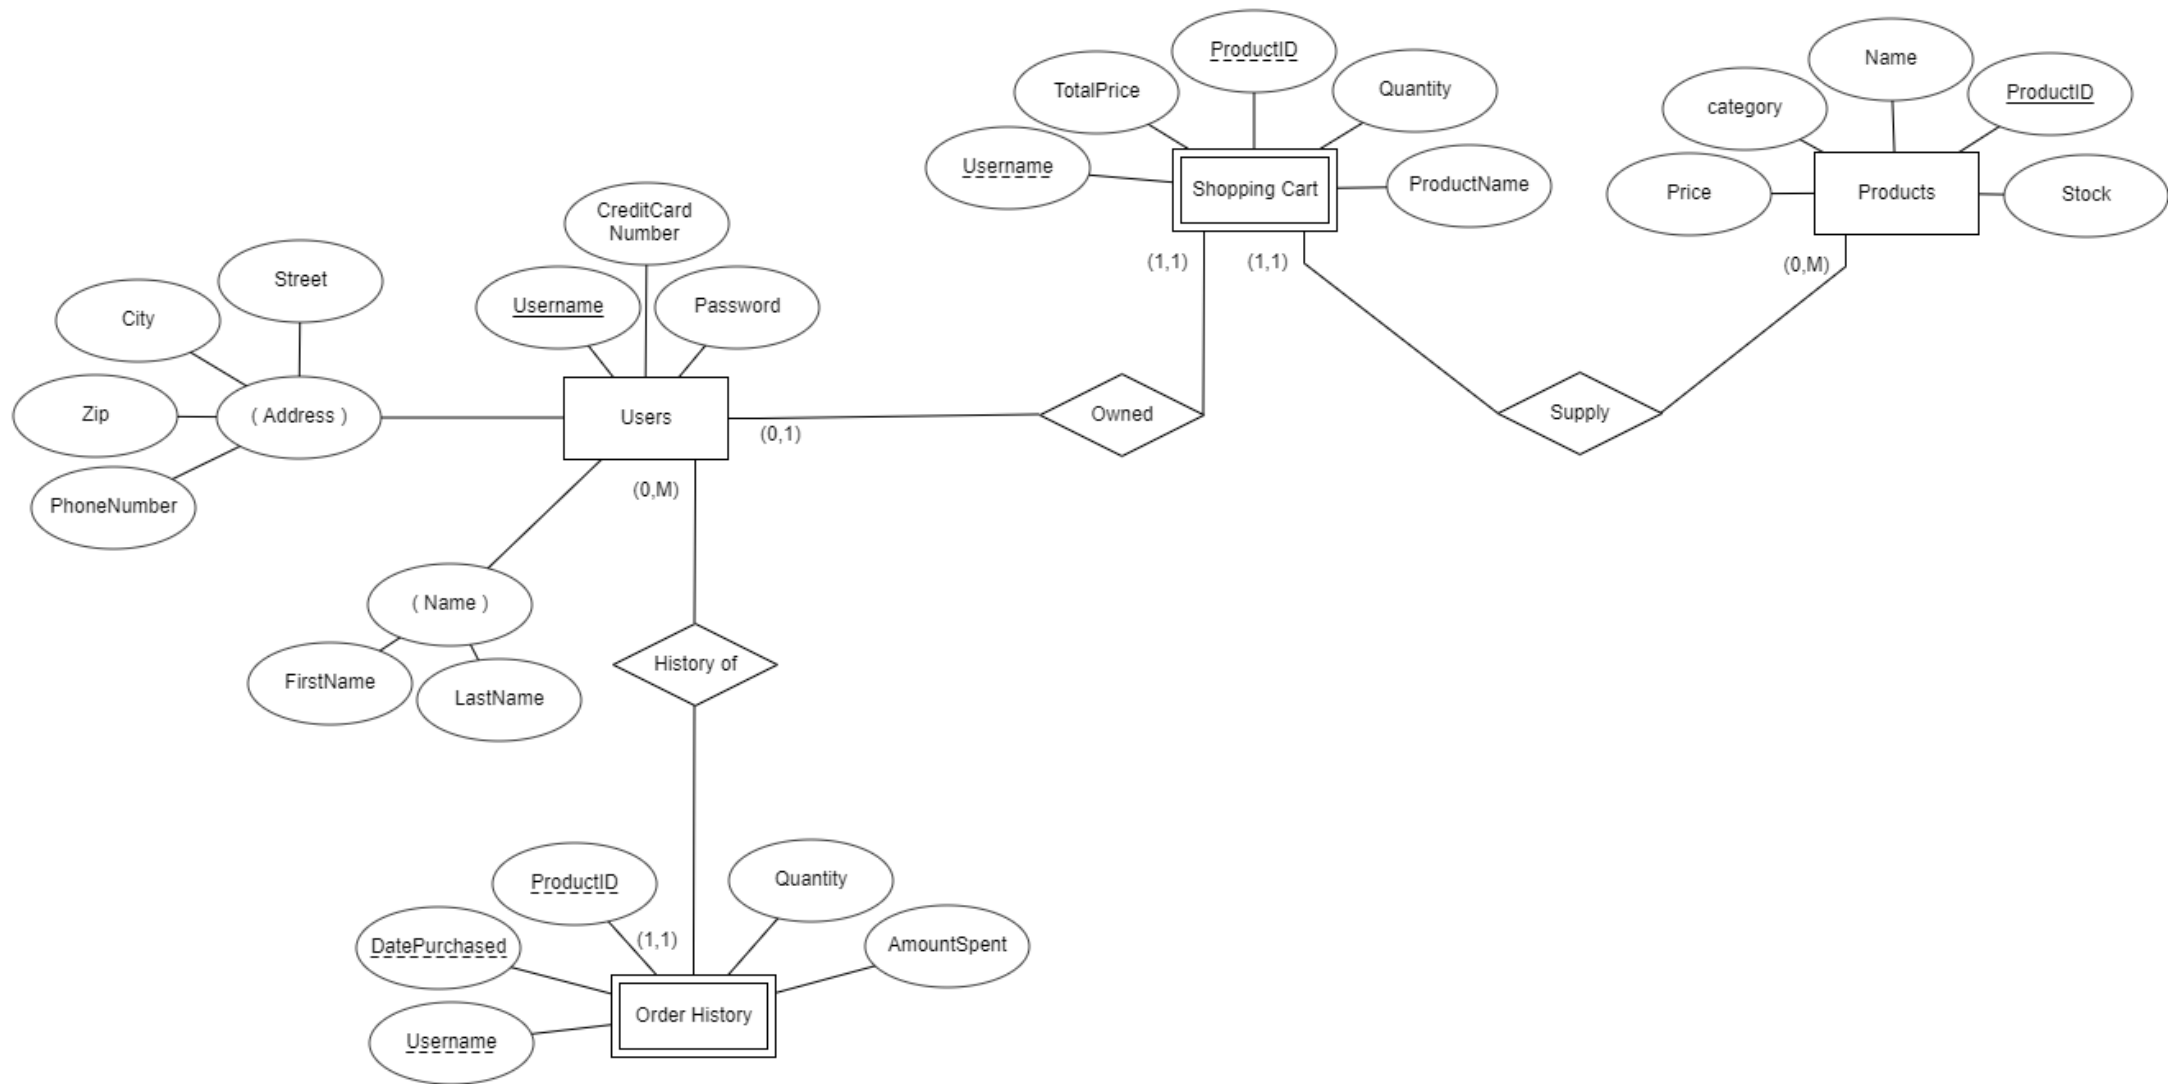 ProductID
Name
TotalPrice
Quantity
category
ProductID
Username
Shopping Cart
ProductName
Price
Products
Stock
CreditCard
Number
(1,1)
(1,1)
(0,M)
Street
City
Username
Password
Zip
( Address )
Users
(0,1)
Owned
Supply
PhoneNumber
(0,M)
( Name )
FirstName
LastName
History of
ProductID
Quantity
DatePurchased
(1,1)
AmountSpent
Username
Order History